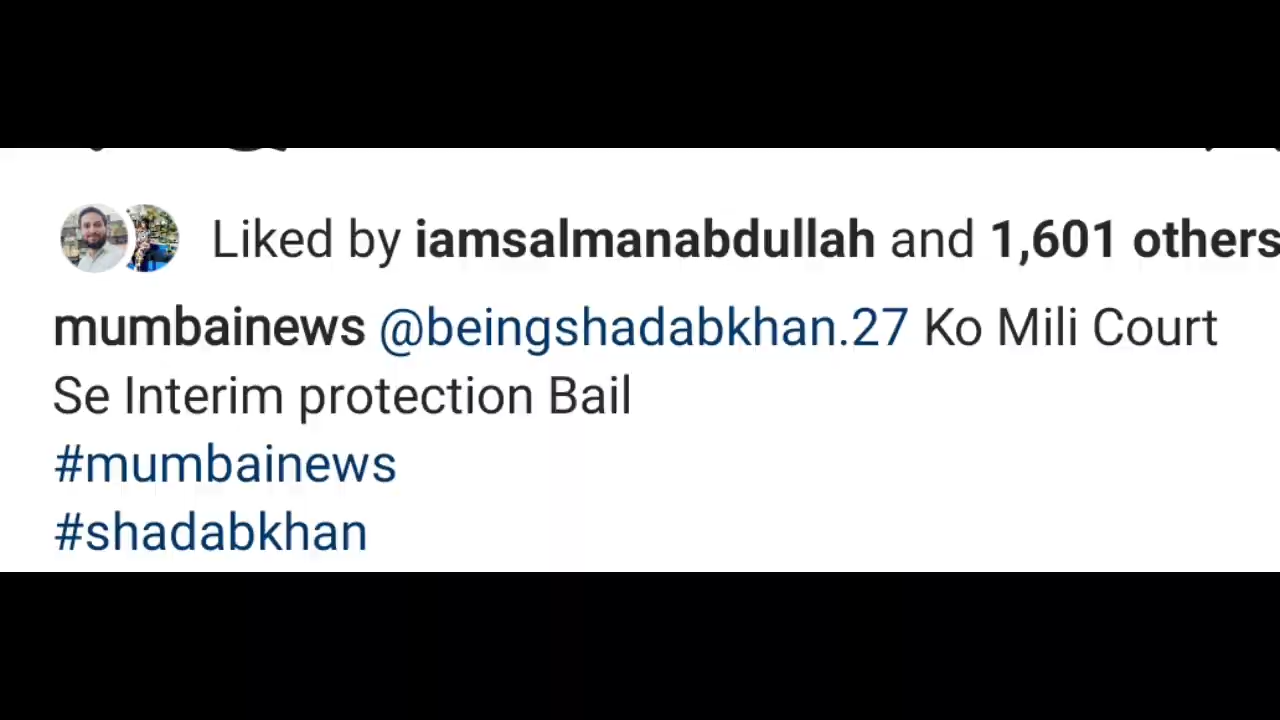 Liked by iamsalmanabdullah and 1,601 others
mumbainews @beingshadabkhan.27 Ko Mili Court
Se Interim protection Bail
#mumbainews
#shadabkhan